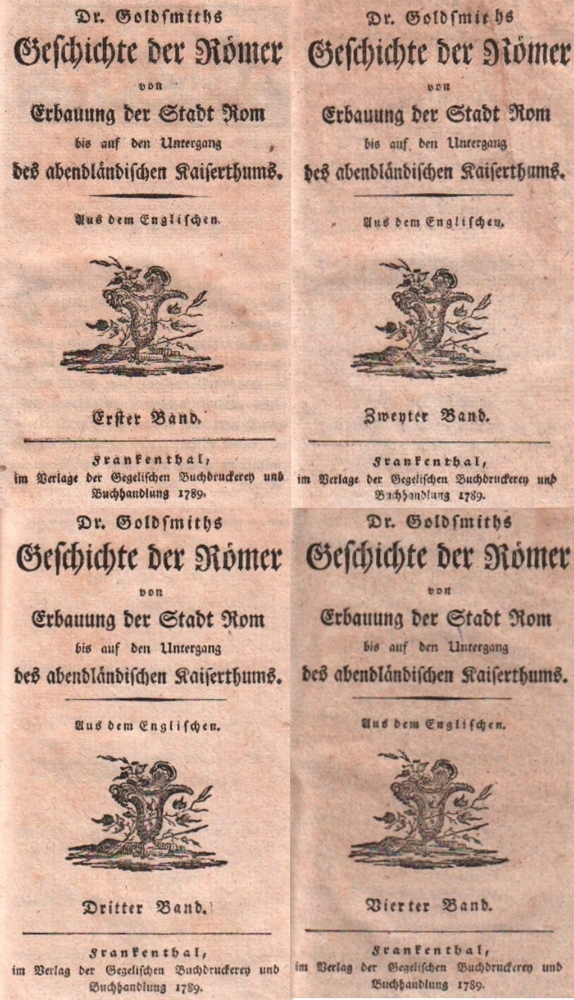 Dr. Goldsmiths
Geschichte der Römer
von
Erbauung der Stadt Rom
bis auf den Untergang
des abendländischen Kaiserthums.
Aus dem Englischen.
Erster Band.
Frankenthal,
im Verlage der Gegelischen Buchdruckerey und
Buchhandlung 1789.
Dr. Goldsmiths
Geschichte der Römer
von
Erbauung der Stadt Rom
bis auf den Untergang
des abendländischen Kaiserthums.
Aus dem Englischen.
Zweyter Band.
Frankenthal,
im Verlage der Gegelischen Buchdruckerey und
Buchhandlung 1789.
Dr. Goldsmiths
Geschichte der Römer
von
Erbauung der Stadt Rom
bis auf den Untergang
des abendländischen Kaiserthums.
Aus dem Englischen.
Dritter Band.
Frankenthal,
im Verlag der Gegelischen Buchdruckerey und
Buchhandlung 1789.
Dr. Goldsmiths
Geschichte der Römer
von
Erbauung der Stadt Rom
bis auf den Untergang
des abendländischen Kaiserthums.
Aus dem Englischen.
Vierter Band.
Frankenthal,
im Verlag der Gegelischen Buchdruckerey und
Buchhandlung 1789.